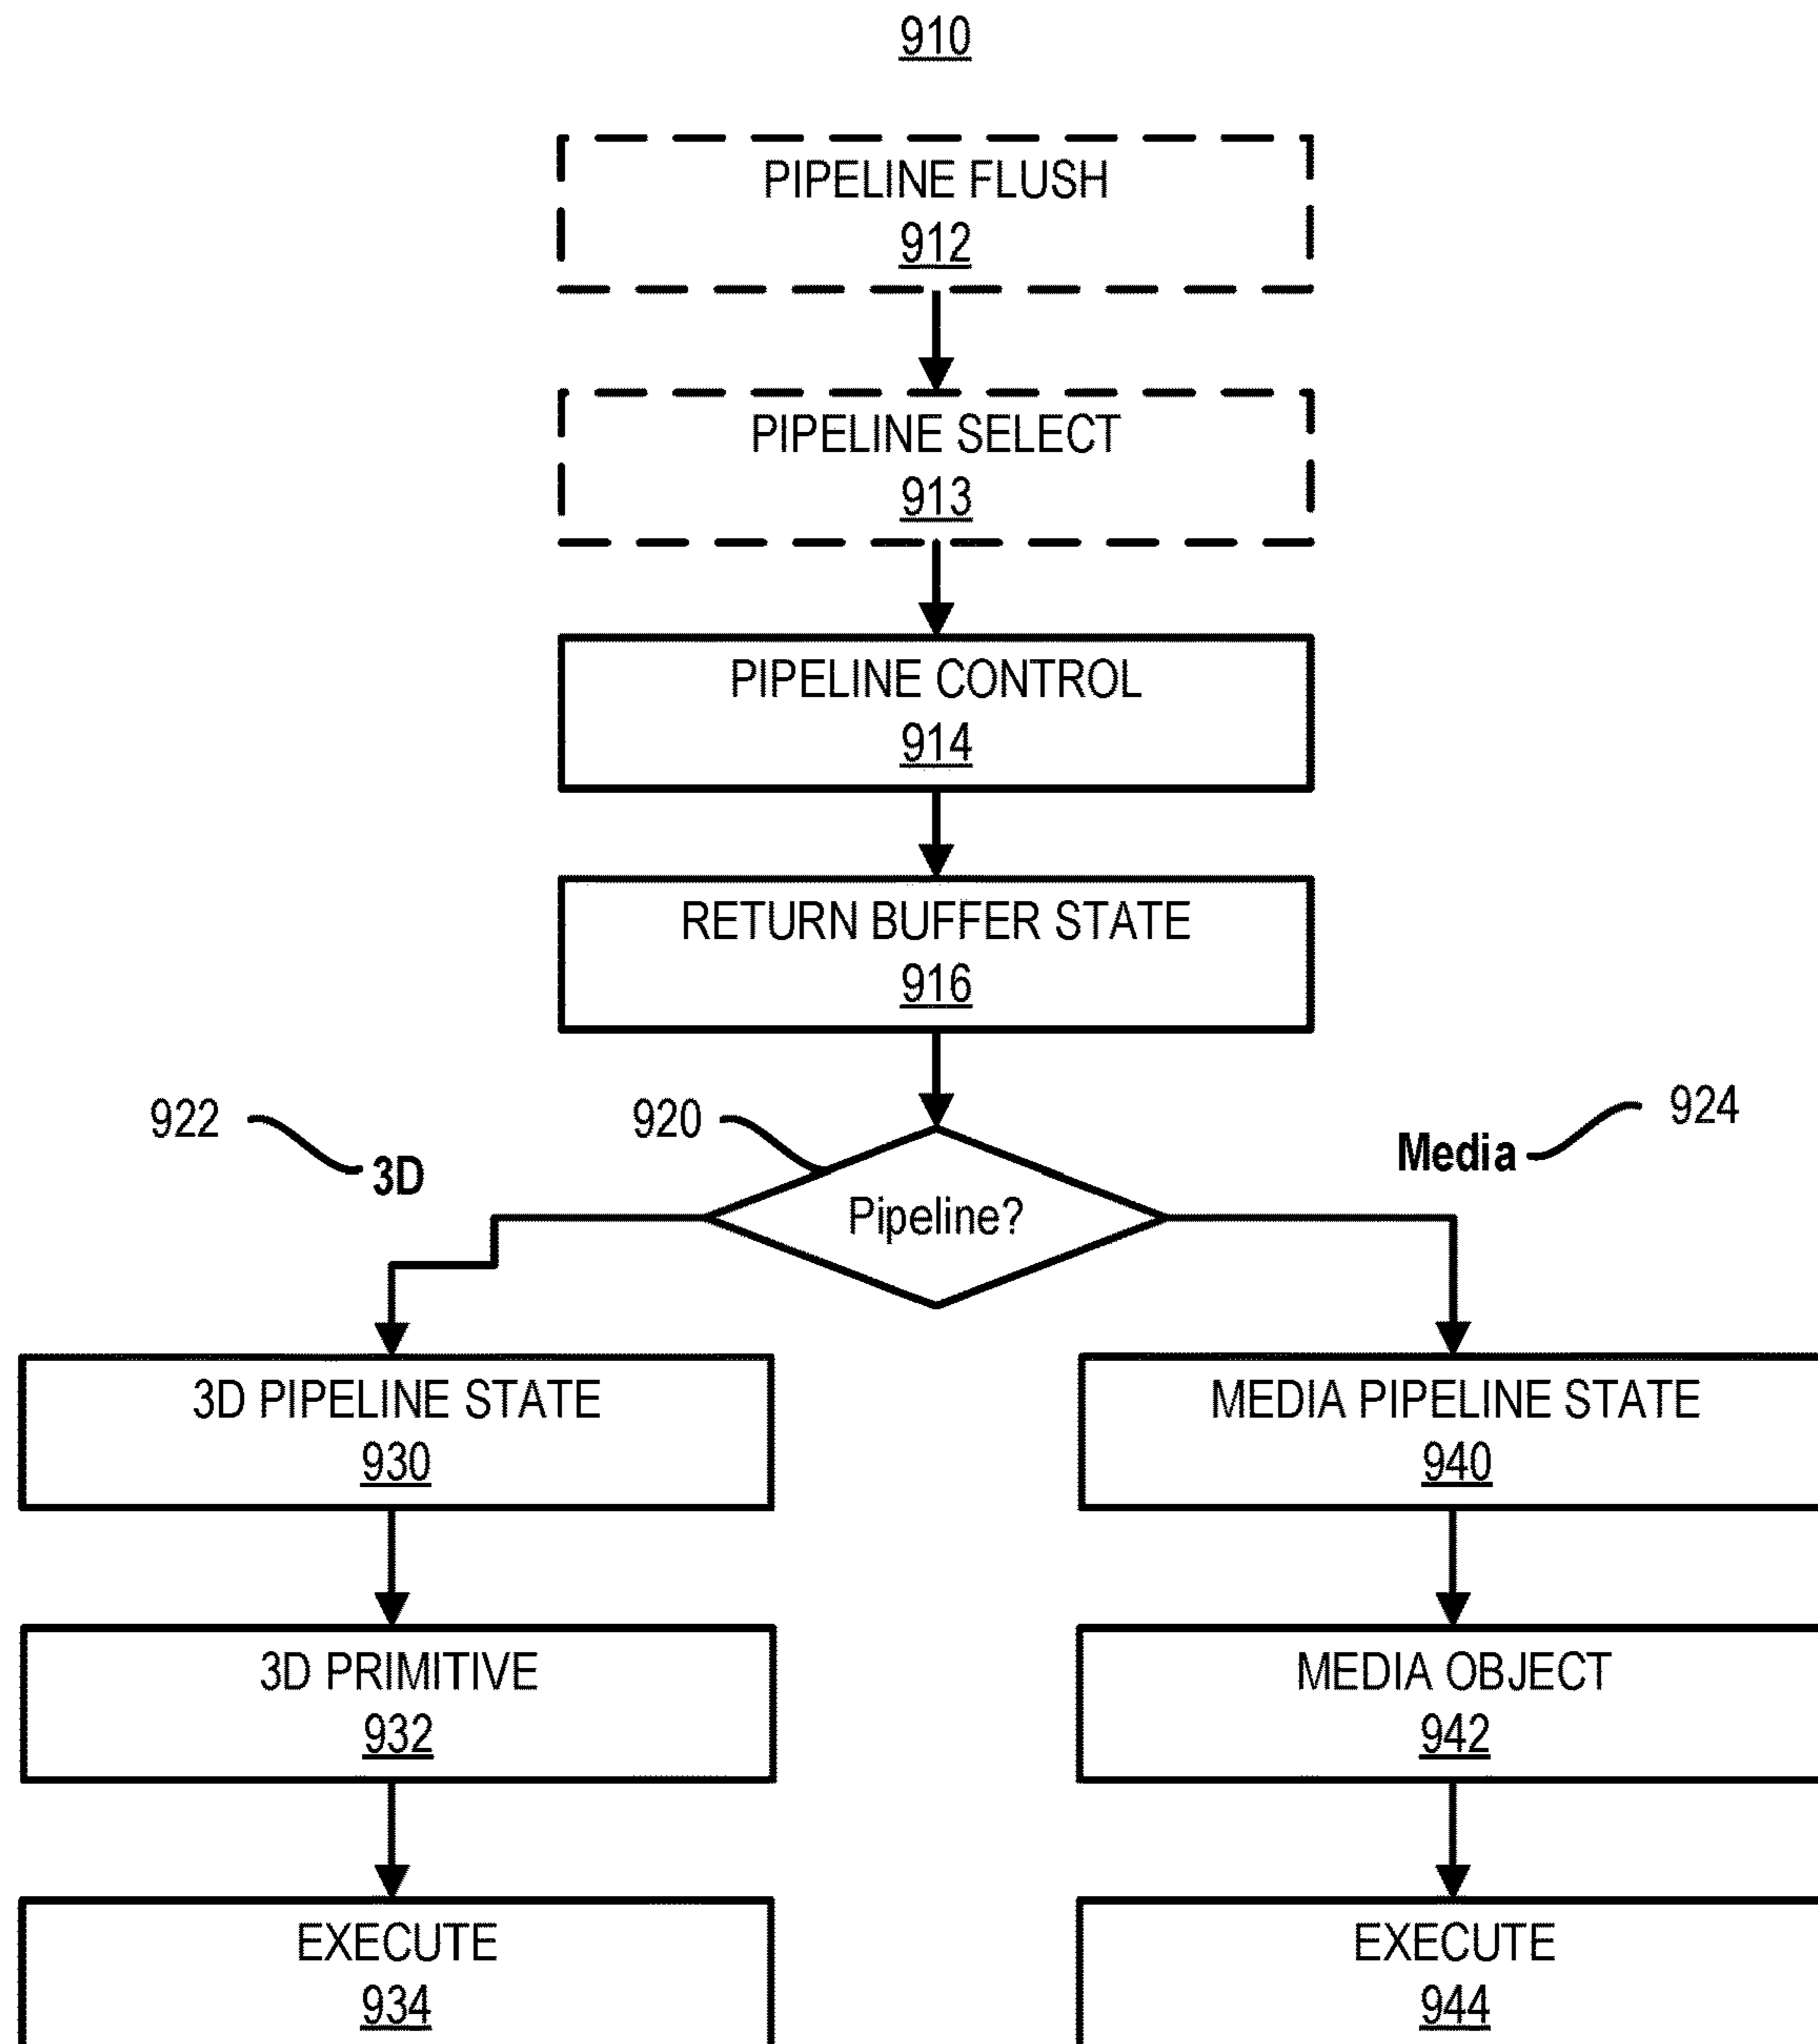 910
PIPELINE FLUSH
912
PIPELINE SELECT
913
PIPELINE CONTROL
914
RETURN BUFFER STATE
916
922
920
924
3D
Media
Pipeline?
3D PIPELINE STATE
930
MEDIA PIPELINE STATE
940
3D PRIMITIVE
932
MEDIA OBJECT
942
EXECUTE
934
EXECUTE
944